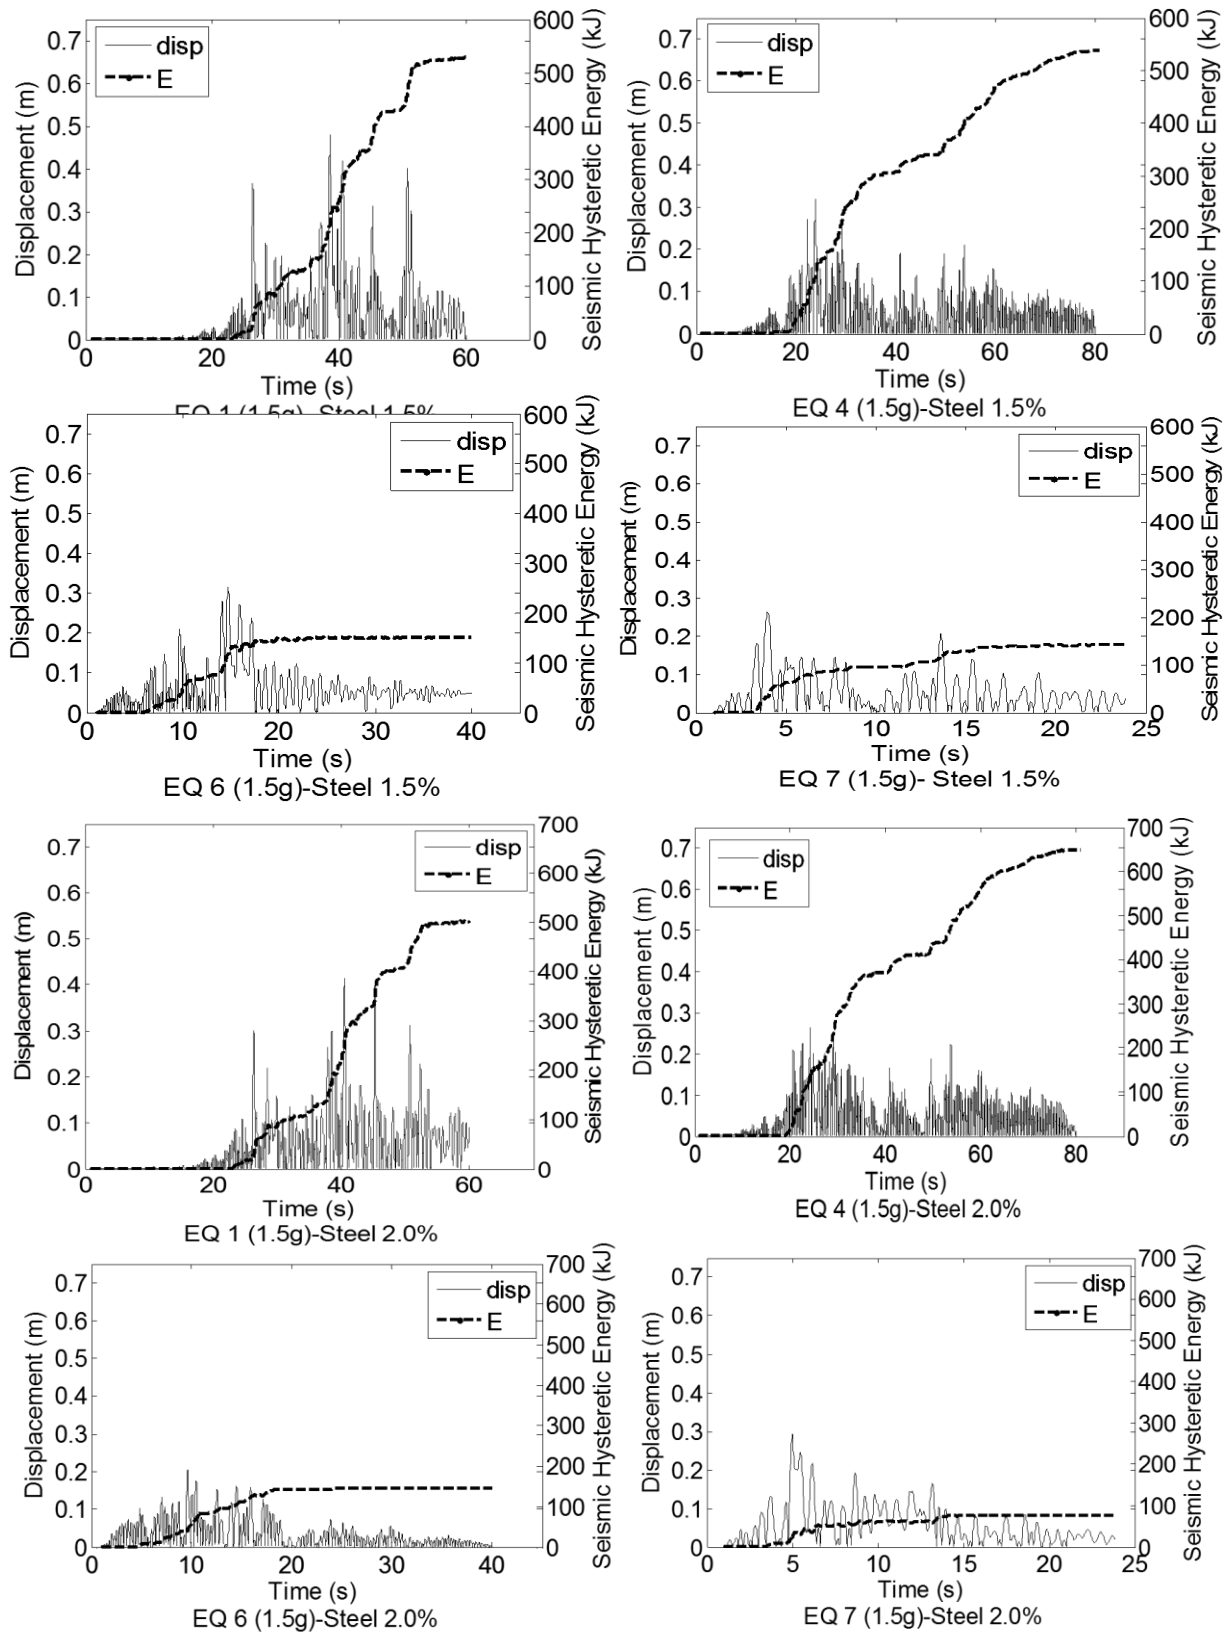 disp
E
Displacement (m)
0.7
0.6
0.5
0.4
0.3
0.2
0.1
0
600
500
400
300
200
100
0
Seismic Hysteretic Energy (kJ)
0 20 40 60
Time (s)
EQ 1 (1.5g)-Steel 1.5%
disp
E
Displacement (m)
0.7
0.6
0.5
0.4
0.3
0.2
0.1
0
600
500
400
300
200
100
0
Seismic Hysteretic Energy (kJ)
0 20 40 60 80
Time (s)
EQ 4 (1.5g)-Steel 1.5%
disp
E
Displacement (m)
0.7
0.6
0.5
0.4
0.3
0.2
0.1
0
600
500
400
300
200
100
0
Seismic Hysteretic Energy (kJ)
0 10 20 30 40
Time (s)
EQ 6 (1.5g)-Steel 1.5%
disp
E
Displacement (m)
0.7
0.6
0.5
0.4
0.3
0.2
0.1
0
600
500
400
300
200
100
0
Seismic Hysteretic Energy (kJ)
0 5 10 15 20 25
Time (s)
EQ 7 (1.5g)- Steel 1.5%
disp
E
Displacement (m)
0.7
0.6
0.5
0.4
0.3
0.2
0.1
0
700
600
500
400
300
200
100
0
Seismic Hysteretic Energy (kJ)
0 20 40 60
Time (s)
EQ 1 (1.5g)-Steel 2.0%
disp
E
Displacement (m)
0.7
0.6
0.5
0.4
0.3
0.2
0.1
0
700
600
500
400
300
200
100
0
Seismic Hysteretic Energy (kJ)
0 20 40 60 80
Time (s)
EQ 4 (1.5g)-Steel 2.0%
disp
E
Displacement (m)
0.7
0.6
0.5
0.4
0.3
0.2
0.1
0
700
600
500
400
300
200
100
0
Seismic Hysteretic Energy (kJ)
0 10 20 30 40
Time (s)
EQ 6 (1.5g)-Steel 2.0%
disp
E
Displacement (m)
0.7
0.6
0.5
0.4
0.3
0.2
0.1
0
700
600
500
400
300
200
100
0
Seismic Hysteretic Energy (kJ)
0 5 10 15 20 25
Time (s)
EQ 7 (1.5g)-Steel 2.0%